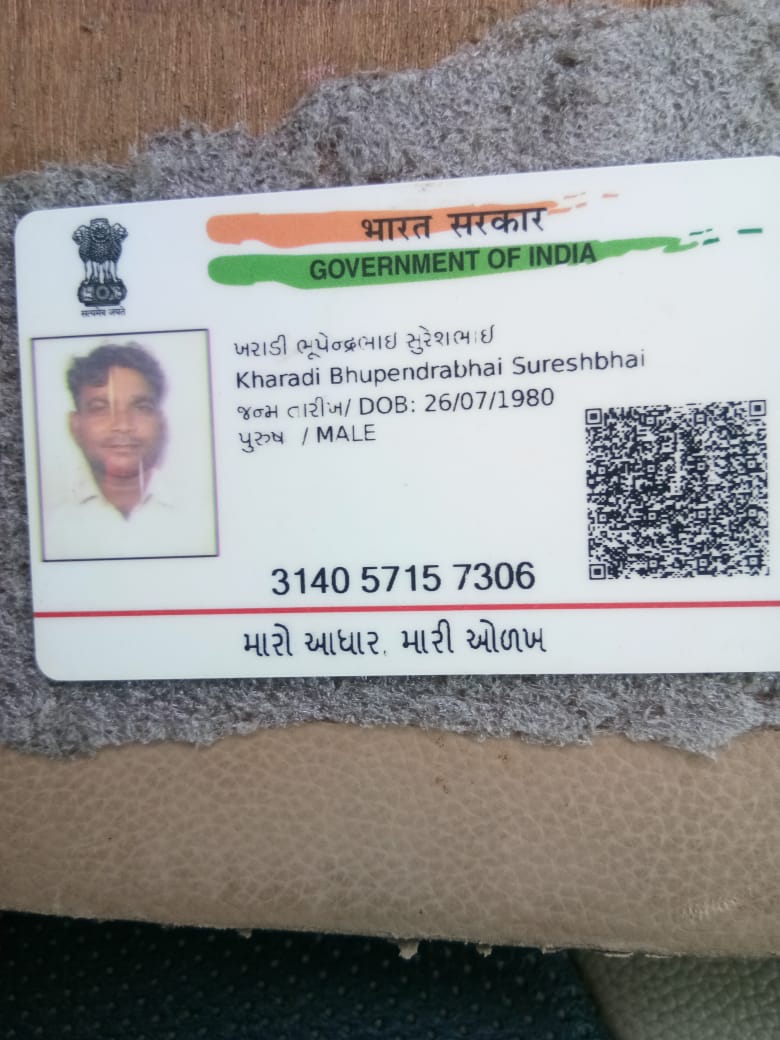 भारत सरकार
GOVERNMENT OF INDIA
सत्यमेव जयते
ખરાડી ભૂપેન્દ્રભાઇ સુરેશભાઈ
Kharadi Bhupendrabhai Sureshbhai
જન્મ તારીખ/ DOB: 26/07/1980
પુરુષ / MALE
3140 5715 7306
મારો આધાર, મારી ઓળખ